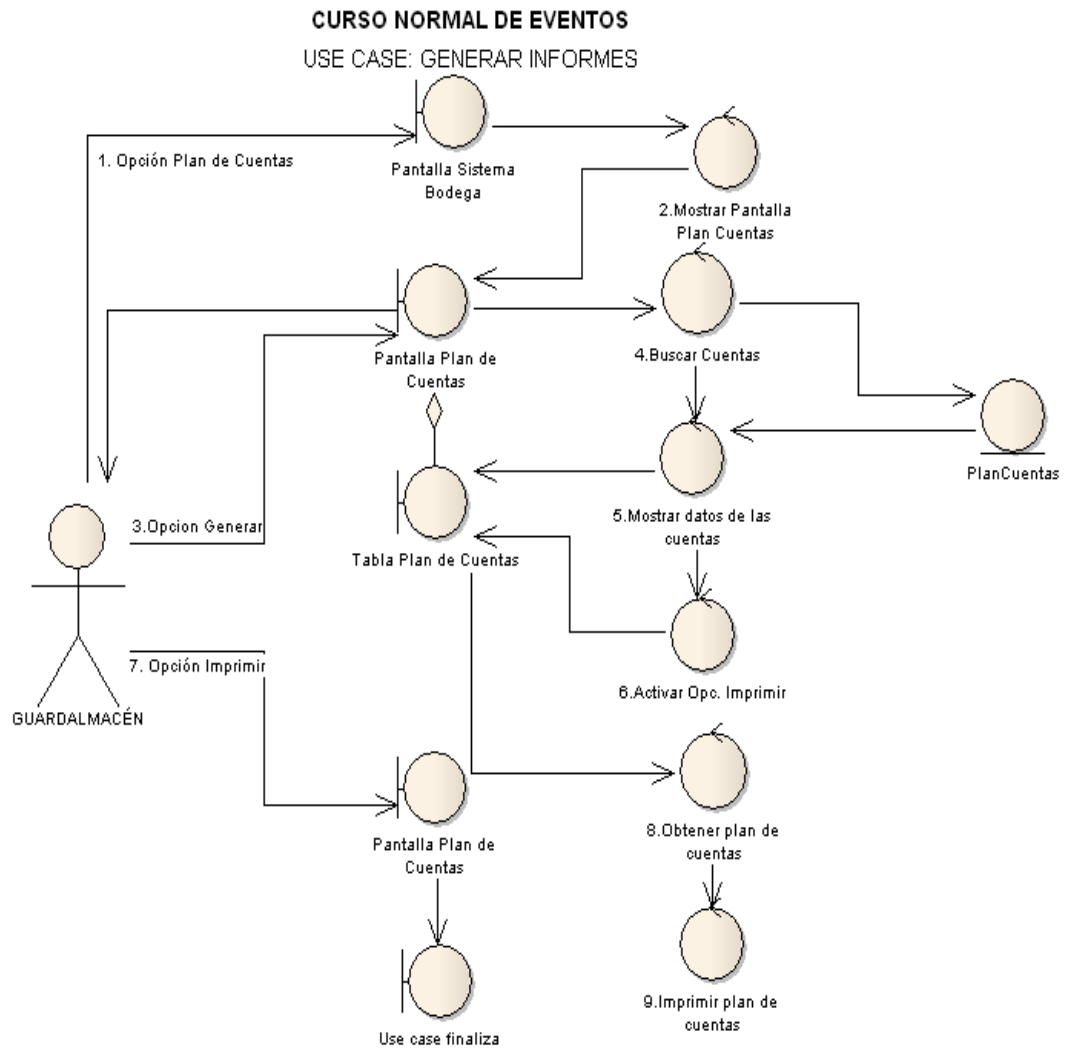 CURSO NORMAL DE EVENTOS
USE CASE: GENERAR INFORMES
1. Opción Plan de Cuentas
Pantalla Sistema
Bodega
2.Mostrar Pantalla
Plan Cuentas
Pantalla Plan de
Cuentas
4.Buscar Cuentas
PlanCuentas
3.Opcion Generar
Tabla Plan de Cuentas
5.Mostrar datos de las
cuentas
7. Opción Imprimir
6.Activar Opc. Imprimir
GUARDALMACÉN
Pantalla Plan de
Cuentas
8.Obtener plan de
cuentas
9.Imprimir plan de
cuentas
Use case finaliza